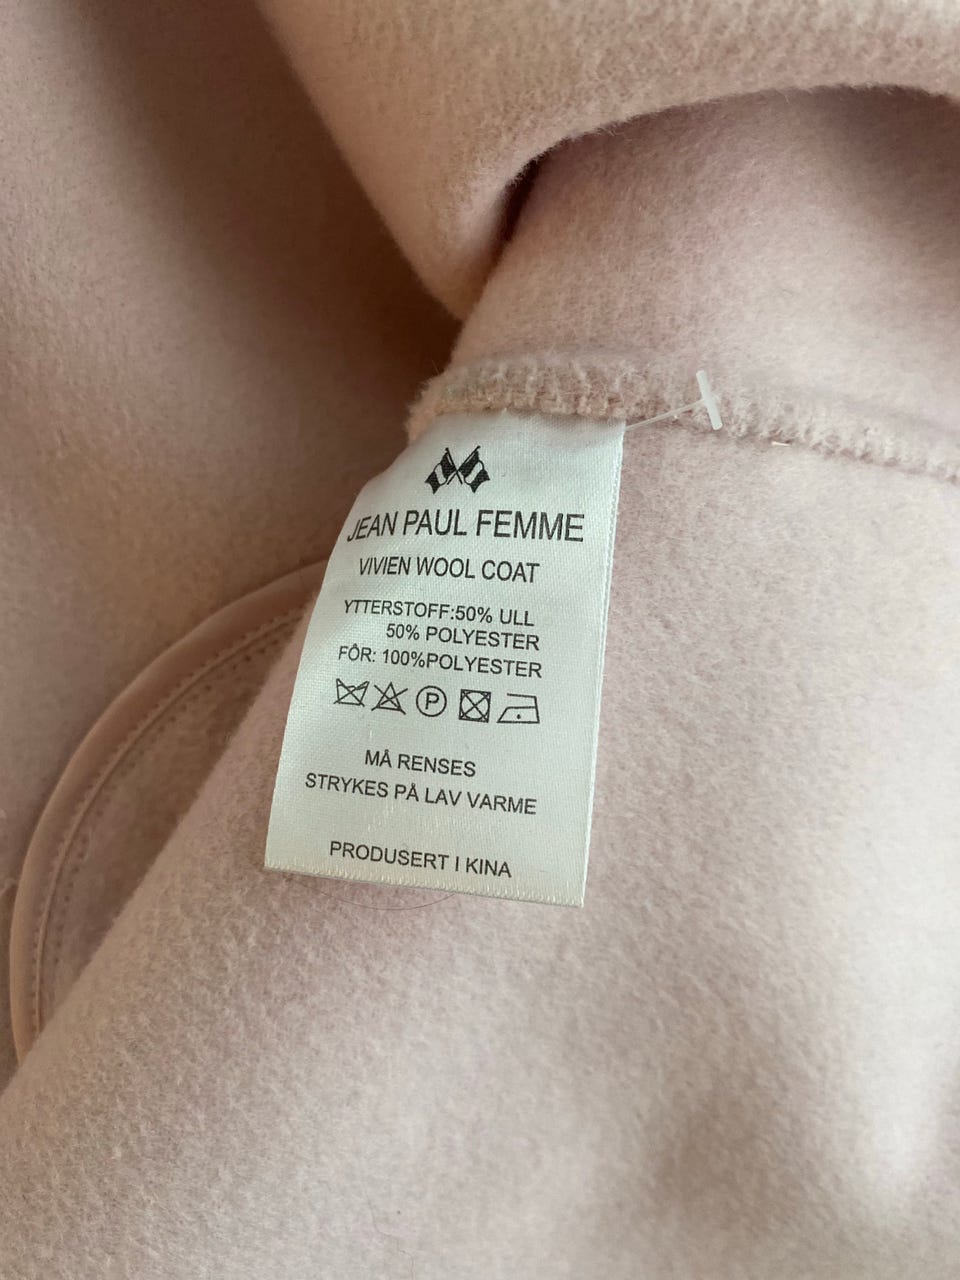 JEAN PAUL FEMME
VIVIEN WOOL COAT
YTTERSTOFF:50% ULL
50% POLYESTER
FÔR: 100%POLYESTER
P
MÅ RENSES
STRYKES PÅ LAV VARME
PRODUSERT I KINA